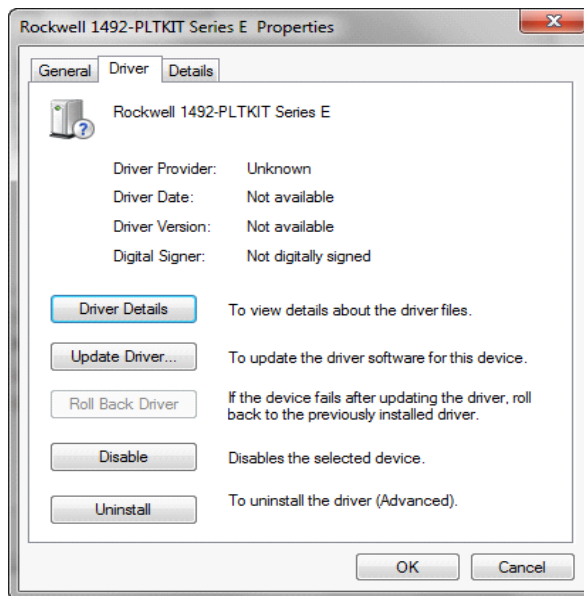 Rockwell 1492-PLTKIT Series E  Properties
General Driver Details
Rockwell 1492-PLTKIT Series E
Driver Provider: Unknown
Driver Date: Not available
Driver Version: Not available
Digital Signer: Not digitally signed
Driver Details To view details about the driver files.
Update Driver... To update the driver software for this device.
Roll Back Driver If the device fails after updating the driver, roll
back to the previously installed driver.
Disable Disables the selected device.
Uninstall To uninstall the driver (Advanced).
OK Cancel